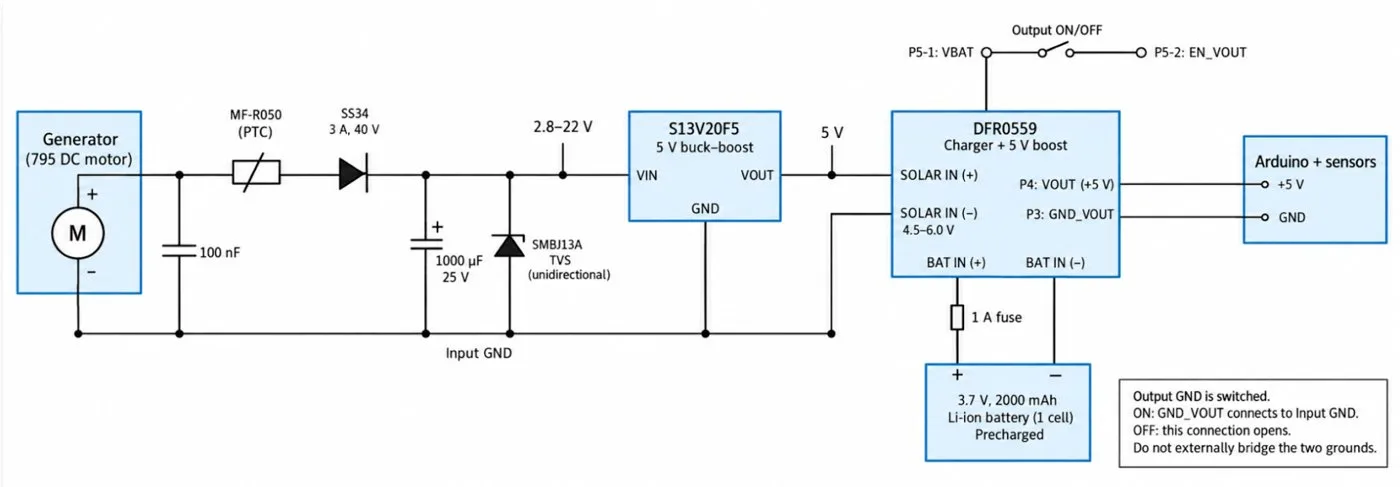 Output ON/OFF
P5-1: VBAT
P5-2: EN_VOUT
Generator
(795 DC motor)
+
M
−
MF-R050
(PTC)
SS34
3 A, 40 V
100 nF
+
1000 µF
25 V
SMBJ13A
TVS
(unidirectional)
2.8–22 V
S13V20F5
5 V buck–boost
VIN
VOUT
GND
5 V
DFR0559
Charger + 5 V boost
SOLAR IN (+)
SOLAR IN (−)
4.5–6.0 V
P4: VOUT (+5 V)
P3: GND_VOUT
BAT IN (+)
BAT IN (−)
Arduino + sensors
+5 V
GND
Input GND
1 A fuse
+
−
3.7 V, 2000 mAh
Li-ion battery (1 cell)
Precharged
Output GND is switched.
ON: GND_VOUT connects to Input GND.
OFF: this connection opens.
Do not externally bridge the two grounds.